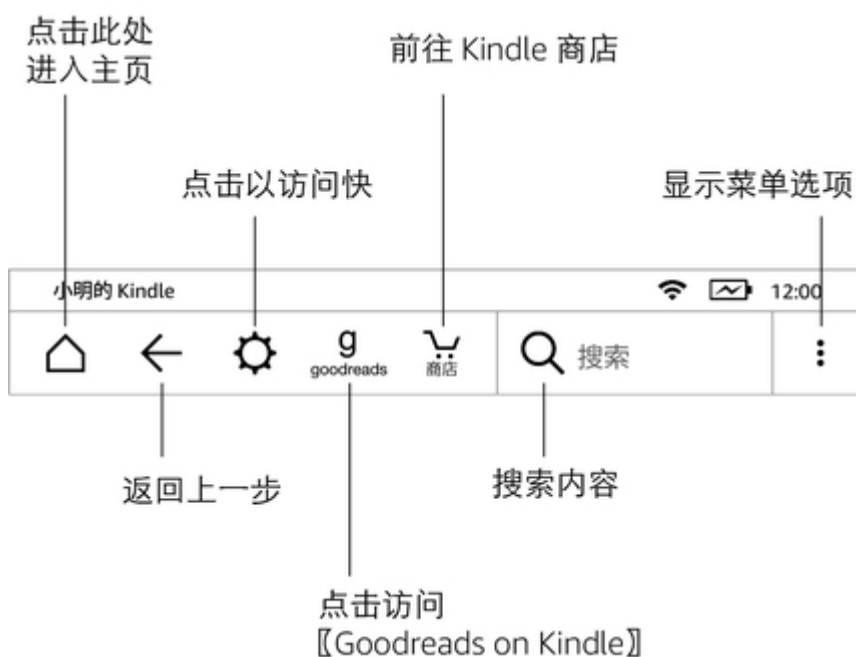 点击此处
进入主页
前往 Kindle 商店
点击以访问快
显示菜单选项
小明的 Kindle
12:00
g
goodreads
商店
搜索
返回上一步
搜索内容
点击访问
〖Goodreads on Kindle〗